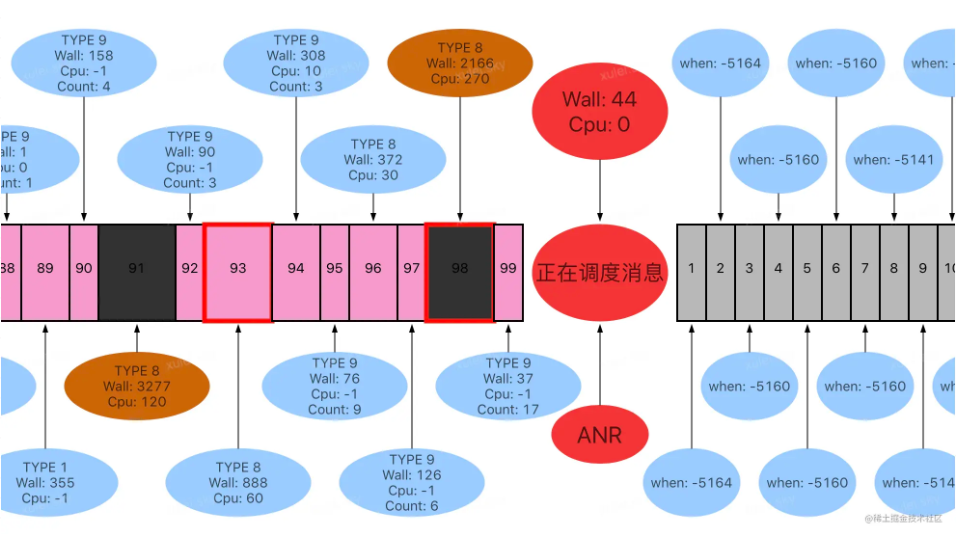 TYPE 9
Wall: 158
Cpu: -1
Count: 4
TYPE 9
Wall: 308
Cpu: 10
Count: 3
TYPE 8
Wall: 2166
Cpu: 270
Wall: 44
Cpu: 0
when: -5164
when: -5160
when:
PE 9
all: 1
pu: 0
unt: 1
TYPE 9
Wall: 90
Cpu: -1
Count: 3
TYPE 8
Wall: 372
Cpu: 30
when: -5160
when: -5141
88
89
90
91
92
93
94
95
96
97
98
99
正在调度消息
1
2
3
4
5
6
7
8
9
10
TYPE 8
Wall: 3277
Cpu: 120
TYPE 9
Wall: 76
Cpu: -1
Count: 9
TYPE 9
Wall: 37
Cpu: -1
Count: 17
ANR
when: -5160
when: -5160
w
TYPE 1
Wall: 355
Cpu: -1
TYPE 8
Wall: 888
Cpu: 60
TYPE 9
Wall: 126
Cpu: -1
Count: 6
when: -5164
when: -5160
when: -514
@稀土掘金技术社区